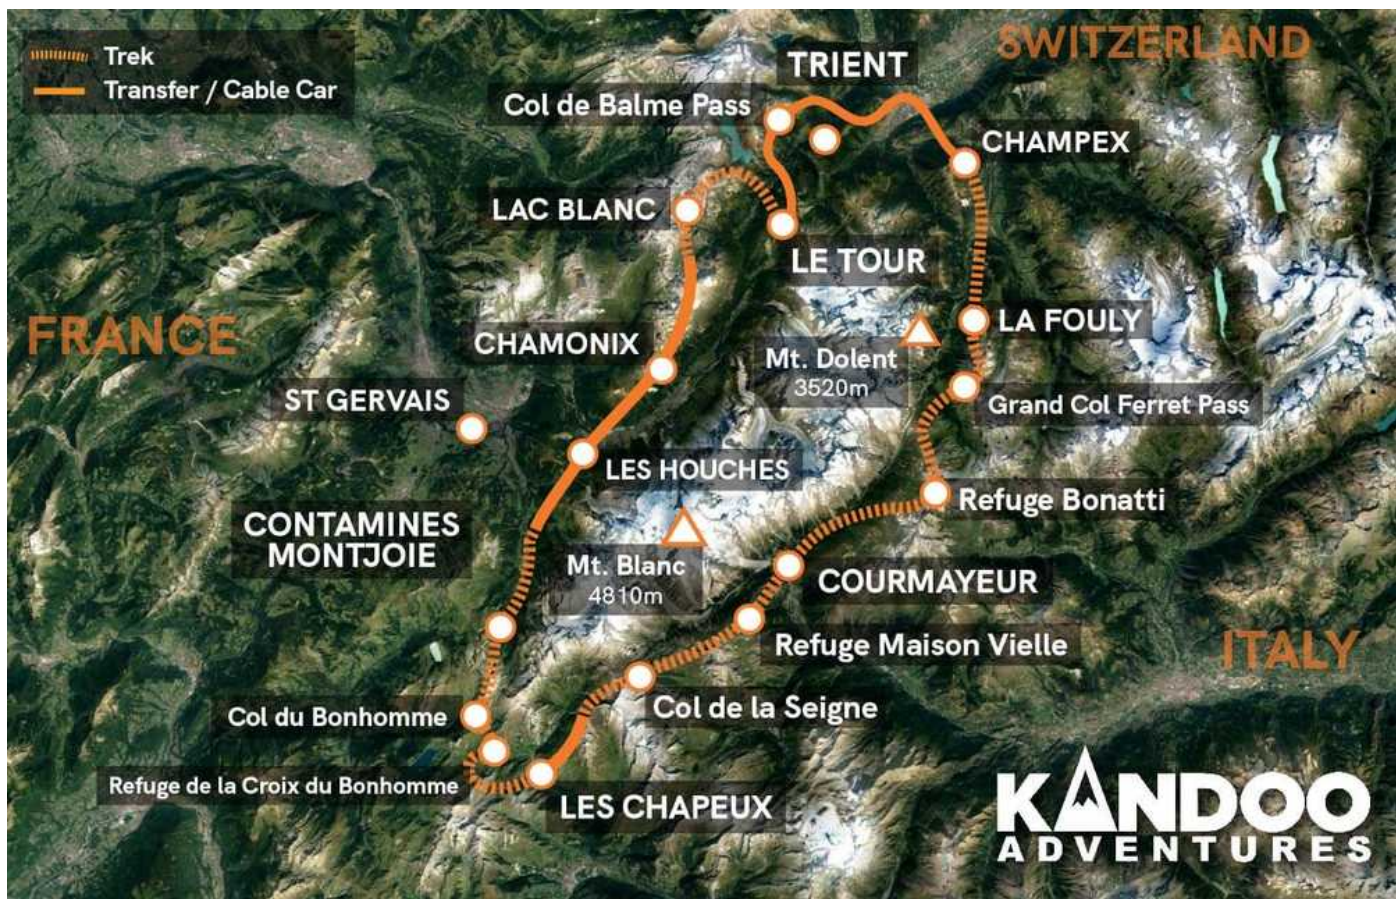 Trek
Transfer / Cable Car
SWITZERLAND
TRIENT
Col de Balme Pass
CHAMPEX
LAC BLANC
LE TOUR
FRANCE
LA FOULY
CHAMONIX
Mt. Dolent
3520m
ST GERVAIS
Grand Col Ferret Pass
LES HOUCHES
Refuge Bonatti
CONTAMINES
MONTJOIE
Mt. Blanc
4810m
COURMAYEUR
Refuge Maison Vielle
ITALY
Col du Bonhomme
Col de la Seigne
Refuge de la Croix du Bonhomme
LES CHAPEUX
KANDOO
ADVENTURES